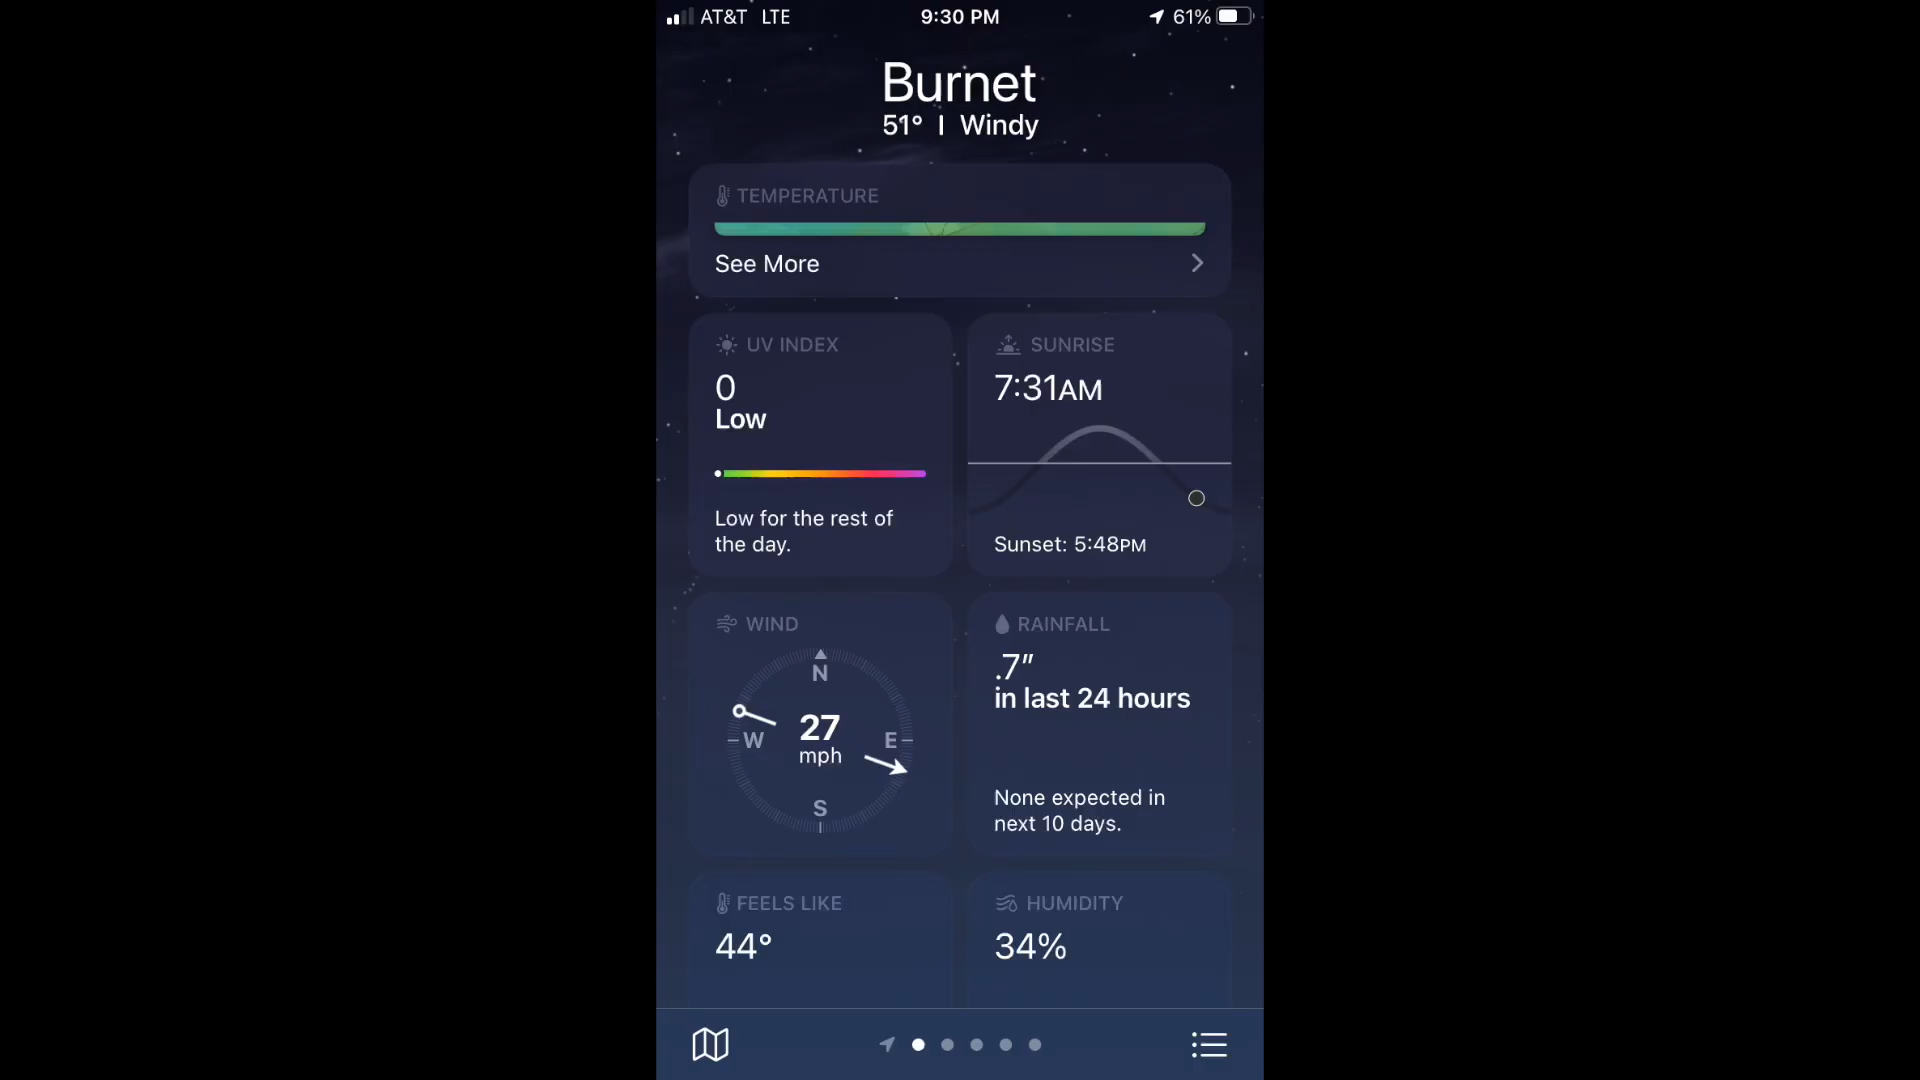 AT&T LTE 9:30 PM 61%
Burnet
51° | Windy
TEMPERATURE
See More
UV INDEX
0
Low
Low for the rest of
the day.
SUNRISE
7:31AM
Sunset: 5:48PM
WIND
N
W
E
S
27
mph
RAINFALL
.7"
in last 24 hours
None expected in
next 10 days.
FEELS LIKE
44°
HUMIDITY
34%